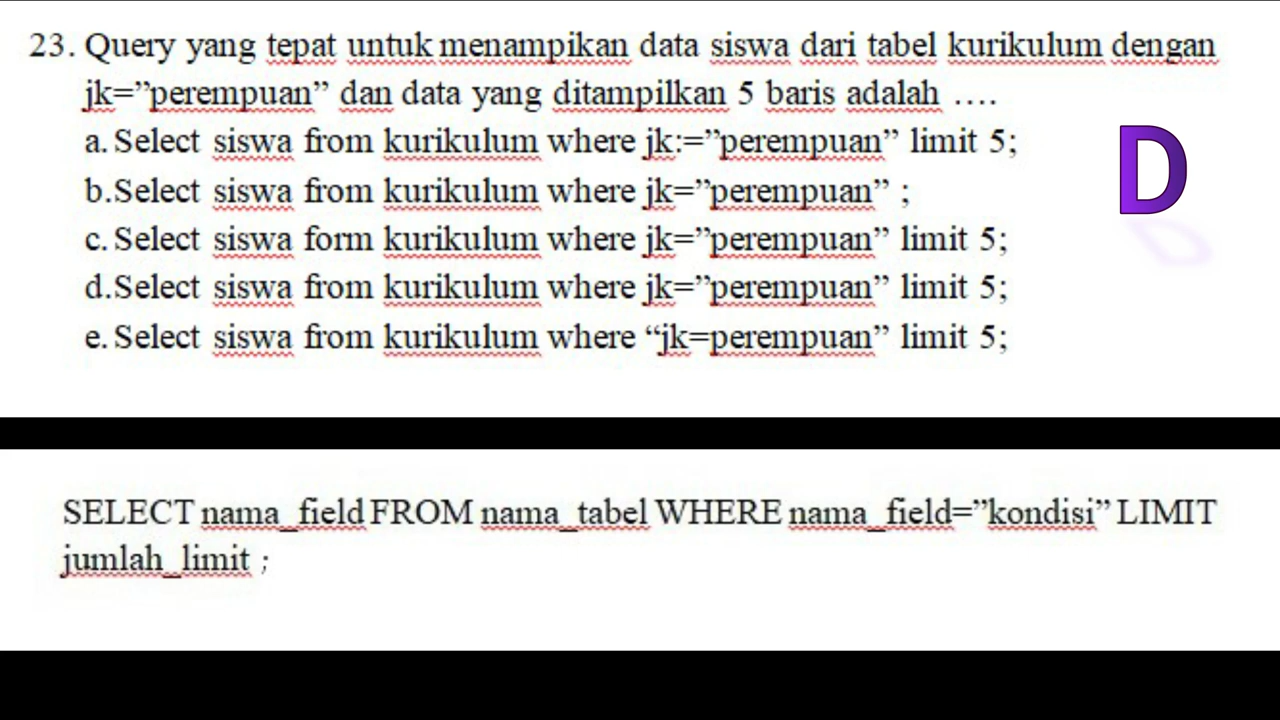 23. Query yang tepat untuk menampikan data siswa dari tabel kurikulum dengan
jk=”perempuan” dan data yang ditampilkan 5 baris adalah ….
a. Select siswa from kurikulum where jk:=”perempuan” limit 5;
b.Select siswa from kurikulum where jk=”perempuan” ;
c. Select siswa form kurikulum where jk=”perempuan” limit 5;
d.Select siswa from kurikulum where jk=”perempuan” limit 5;
e. Select siswa from kurikulum where “jk=perempuan” limit 5;
D
SELECT nama_field FROM nama_tabel WHERE nama_field=”kondisi” LIMIT
jumlah_limit ;